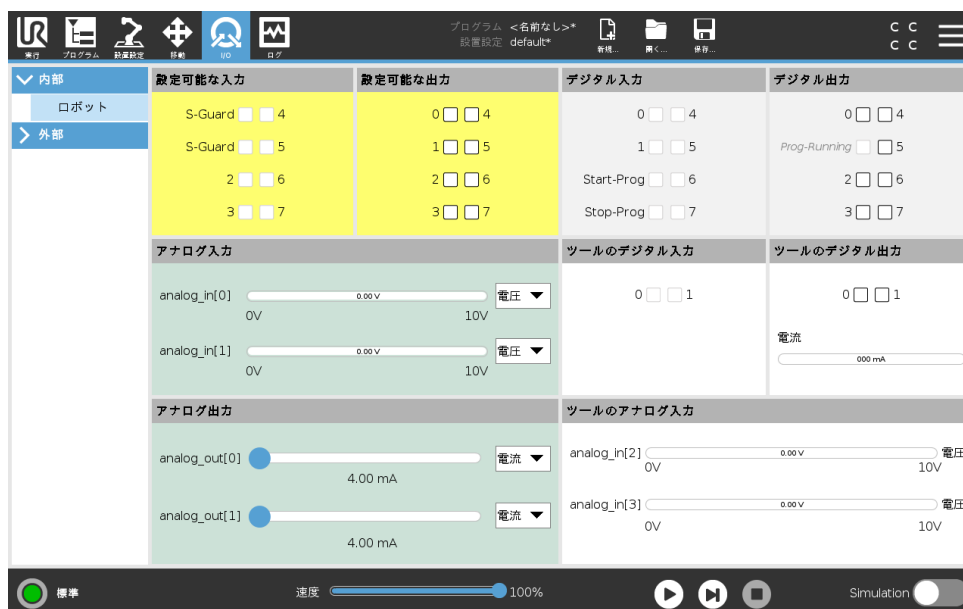 プログラム <名前なし>*
設置設定 default*
実行 プログラム 設置設定 移動 I/O ログ 新規... 開く... 保存...
C C
C C
内部
ロボット
外部
設定可能な入力
S-Guard 4
S-Guard 5
2 6
3 7
設定可能な出力
0 4
1 5
2 6
3 7
デジタル入力
0 4
1 5
Start-Prog 6
Stop-Prog 7
デジタル出力
0 4
Prog-Running 5
2 6
3 7
アナログ入力
analog_in[0] 0.00 V 電圧
0V 10V
analog_in[1] 0.00 V 電圧
0V 10V
ツールのデジタル入力
0 1
ツールのデジタル出力
0 1
電流
000 mA
アナログ出力
analog_out[0] 電流
4.00 mA
analog_out[1] 電流
4.00 mA
ツールのアナログ入力
analog_in[2] 0.00 V 電圧
0V 10V
analog_in[3] 0.00 V 電圧
0V 10V
標準 速度 100% Simulation